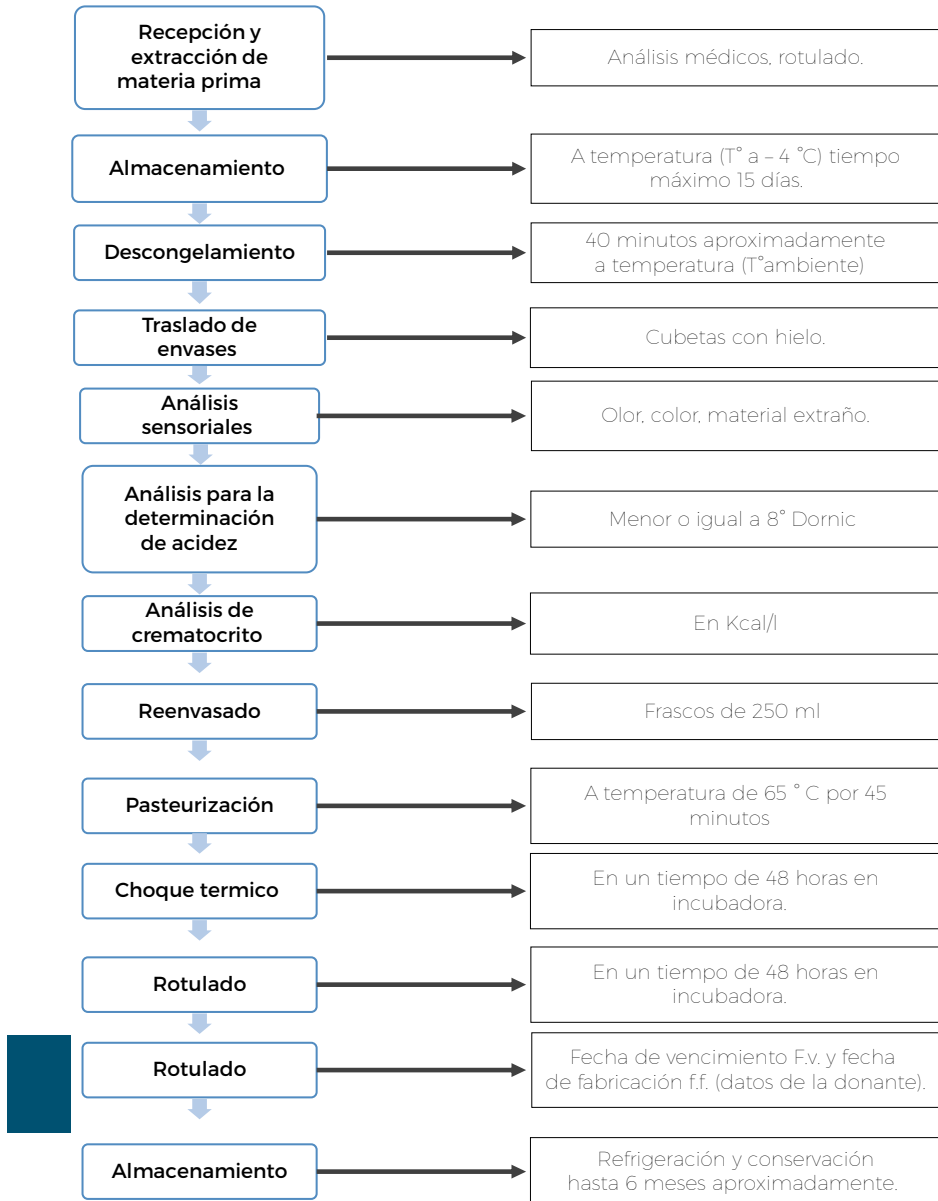 Recepción y
extracción de
materia prima
Análisis médicos, rotulado.
Almacenamiento
A temperatura (T° a – 4 °C) tiempo
máximo 15 días.
Descongelamiento
40 minutos aproximadamente
a temperatura (T°ambiente)
Traslado de
envases
Cubetas con hielo.
Análisis
sensoriales
Olor, color, material extraño.
Análisis para la
determinación
de acidez
Menor o igual a 8° Dornic
Análisis de
crematocrito
En Kcal/l
Reenvasado
Frascos de 250 ml
Pasteurización
A temperatura de 65 ° C por 45
minutos
Choque termico
En un tiempo de 48 horas en
incubadora.
Rotulado
En un tiempo de 48 horas en
incubadora.
Rotulado
Fecha de vencimiento F.v. y fecha
de fabricación f.f. (datos de la donante).
Almacenamiento
Refrigeración y conservación
hasta 6 meses aproximadamente.